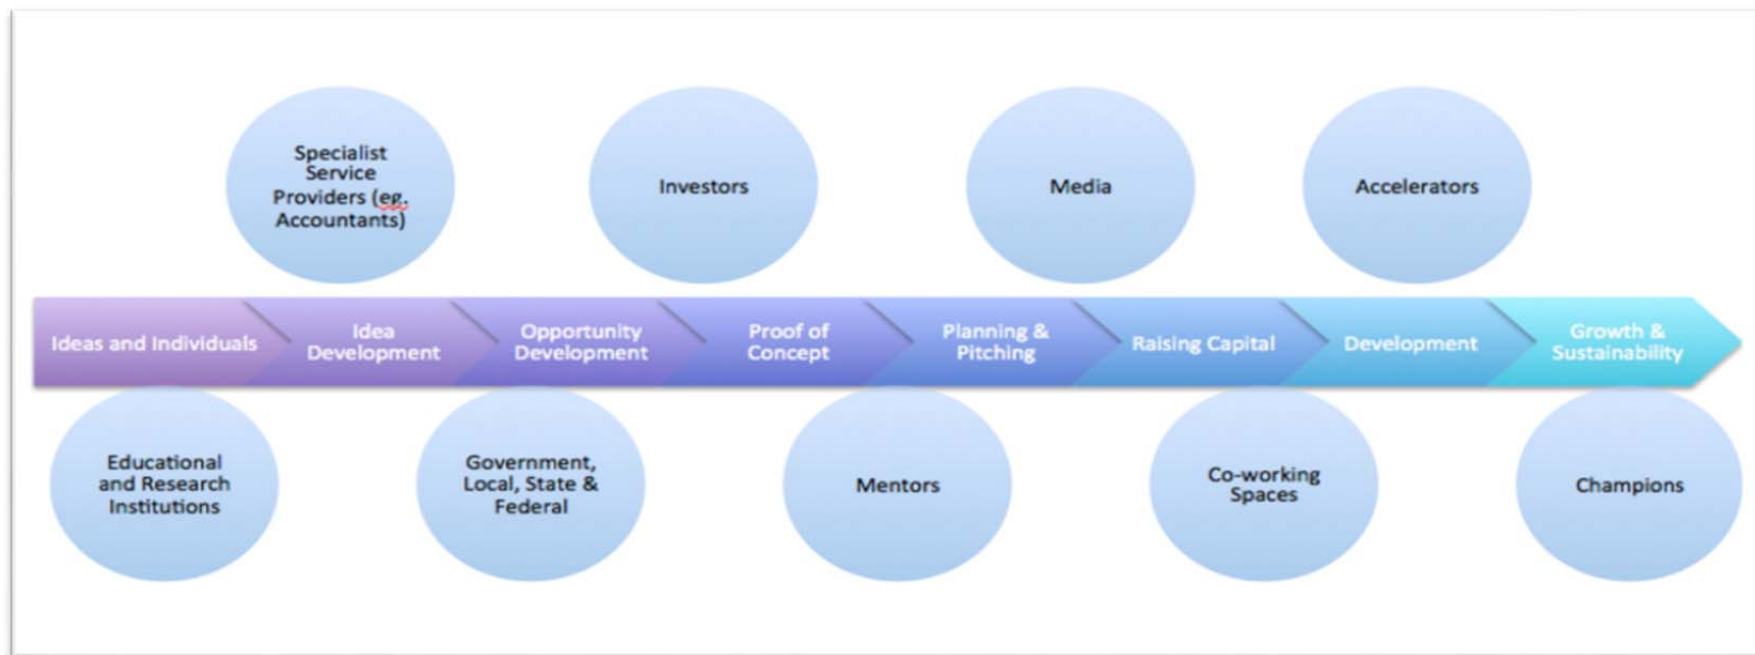 Specialist
Service
Providers (eg.
Accountants)
Investors
Media
Accelerators
Ideas and Individuals
Idea
Development
Opportunity
Development
Proof of
Concept
Planning &
Pitching
Raising Capital
Development
Growth &
Sustainability
Educational
and Research
Institutions
Government,
Local, State &
Federal
Mentors
Co-working
Spaces
Champions